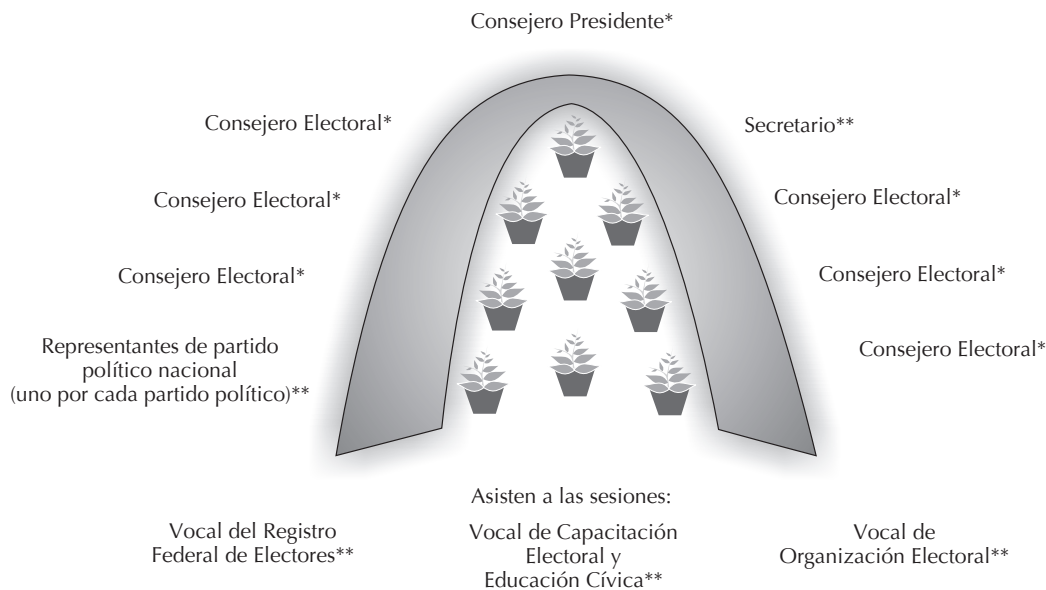 Consejero Presidente*
Consejero Electoral*
Secretario**
Consejero Electoral*
Consejero Electoral*
Consejero Electoral*
Consejero Electoral*
Representantes de partido
político nacional
(uno por cada partido político)**
Consejero Electoral*
Asisten a las sesiones:
Vocal del Registro
Federal de Electores**
Vocal de Capacitación
Electoral y
Educación Cívica**
Vocal de
Organización Electoral**